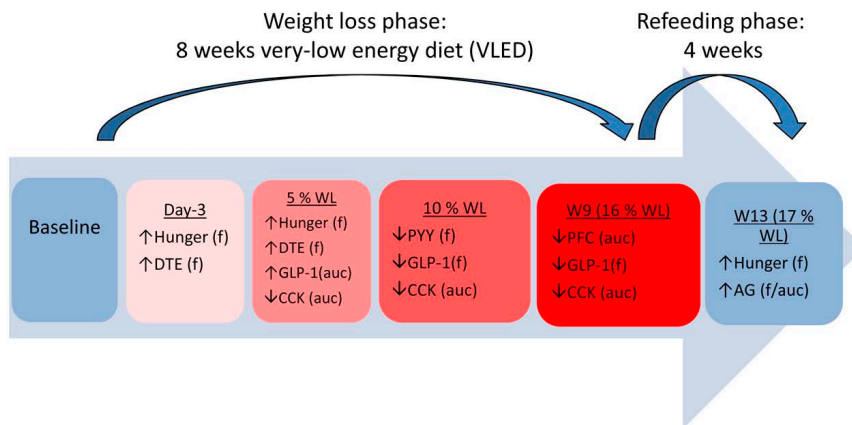 Weight loss phase:
8 weeks very-low energy diet (VLED)
Refeeding phase:
4 weeks
Baseline
Day-3
↑Hunger (f)
↑DTE (f)
5 % WL
↑Hunger (f)
↑DTE (f)
↑GLP-1(auc)
↓CCK (auc)
10 % WL
↓PYY (f)
↓GLP-1(f)
↓CCK (auc)
W9 (16 % WL)
↓PFC (auc)
↓GLP-1(f)
↓CCK (auc)
W13 (17 %
WL)
↑Hunger (f)
↑AG (f/auc)